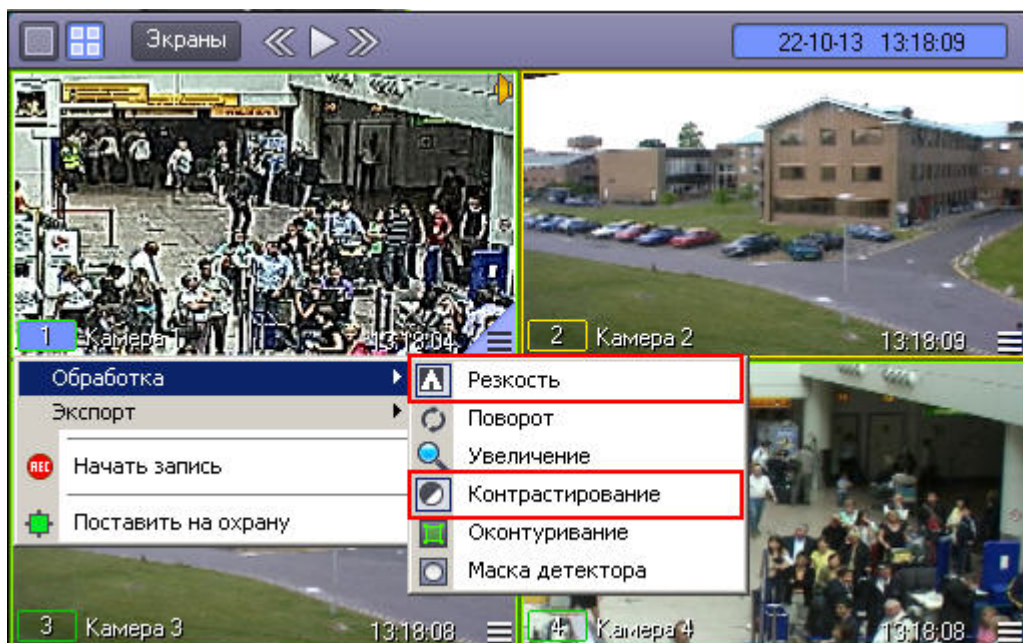 Экраны
22-10-13 13:18:09
1 Камера 1 13:18:04
2 Камера 2 13:18:09
Обработка
Экспорт
REC Начать запись
Поставить на охрану
Резкость
Поворот
Увеличение
Контрастирование
Оконтуривание
Маска детектора
3 Камера 3 13:18:08
4 Камера 4 13:18:08